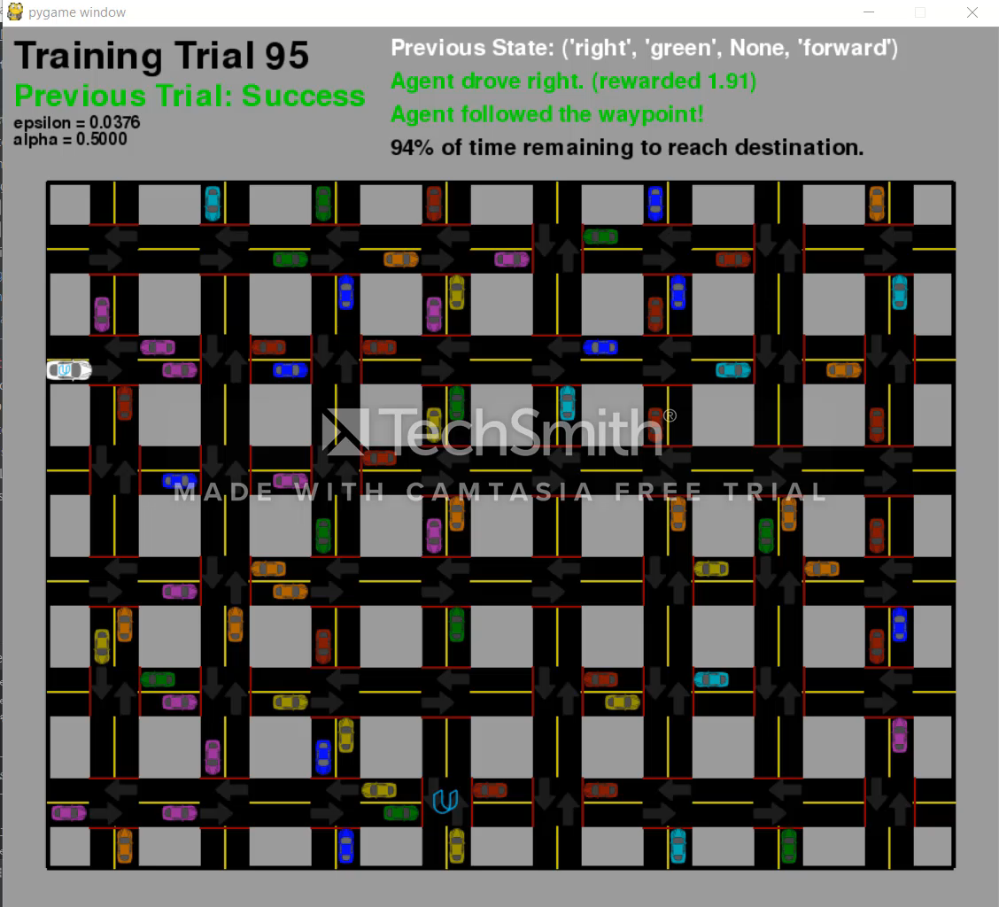 pygame window
Training Trial 95
Previous Trial: Success
epsilon = 0.0376
alpha = 0.5000
Previous State: ('right', 'green', None, 'forward')
Agent drove right. (rewarded 1.91)
Agent followed the waypoint!
94% of time remaining to reach destination.
TechSmith®
MADE WITH CAMTASIA FREE TRIAL